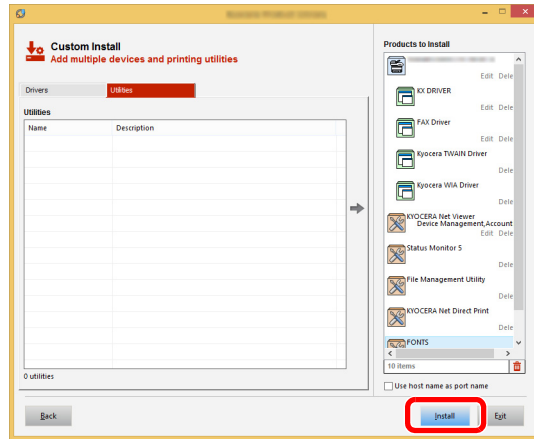 Custom Install
Add multiple devices and printing utilities
Drivers
Utilities
Utilities
Name
Description
0 utilities
Products to Install
Edit Dele
KX DRIVER
Edit Dele
FAX Driver
Edit Dele
Kyocera TWAIN Driver
Dele
Kyocera WIA Driver
Dele
KYOCERA Net Viewer
Device Management,Account
Edit Dele
Status Monitor 5
Dele
File Management Utility
Dele
KYOCERA Net Direct Print
Dele
FONTS
10 items
Use host name as port name
Back
Install
Exit